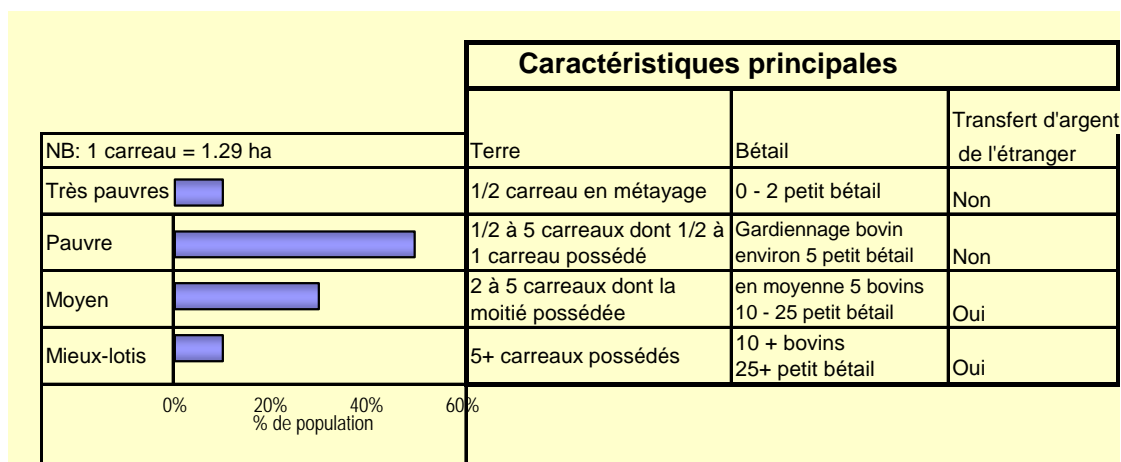 Caractéristiques principales
NB: 1 carreau = 1.29 ha
Terre
Bétail
Transfert d'argent
de l'étranger
Très pauvres
1/2 carreau en métayage
0 - 2 petit bétail
Non
Pauvre
1/2 à 5 carreaux dont 1/2 à
1 carreau possédé
Gardiennage bovin
environ 5 petit bétail
Non
Moyen
2 à 5 carreaux dont la
moitié possédée
en moyenne 5 bovins
10 - 25 petit bétail
Oui
Mieux-lotis
5+ carreaux possédés
10 + bovins
25+ petit bétail
Oui
0% 20% 40% 60%
% de population